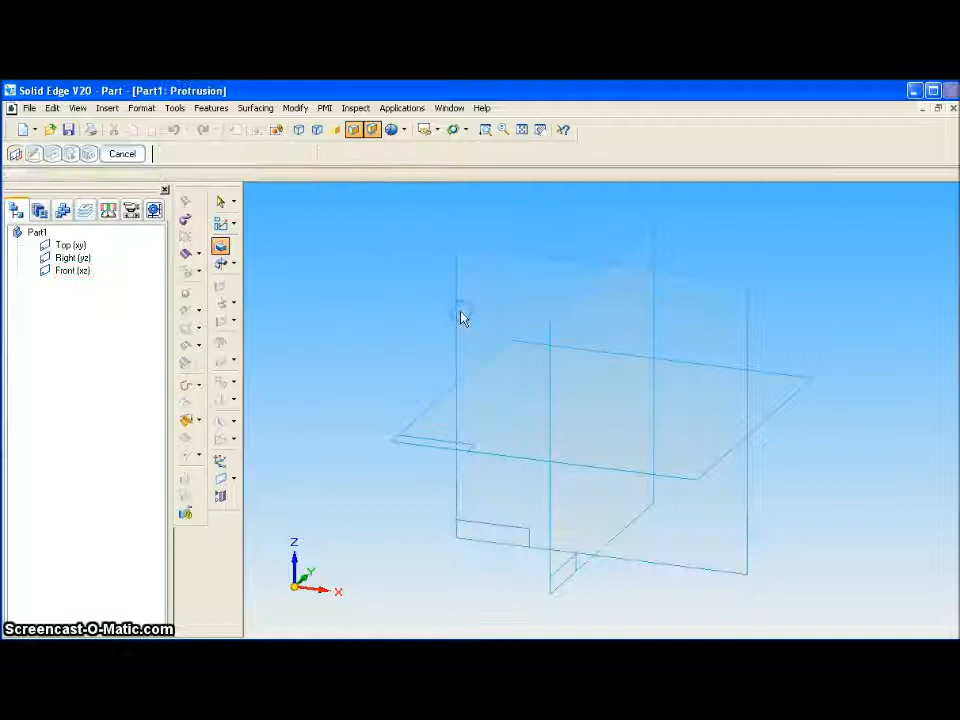 Solid Edge V20 - Part - [Part1: Protrusion]
File Edit View Insert Format Tools Features Surfacing Modify PMI Inspect Applications Window Help
Cancel
Part1
Top (xy)
Right (yz)
Front (xz)
Z
Y
X
Screencast-O-Matic.com